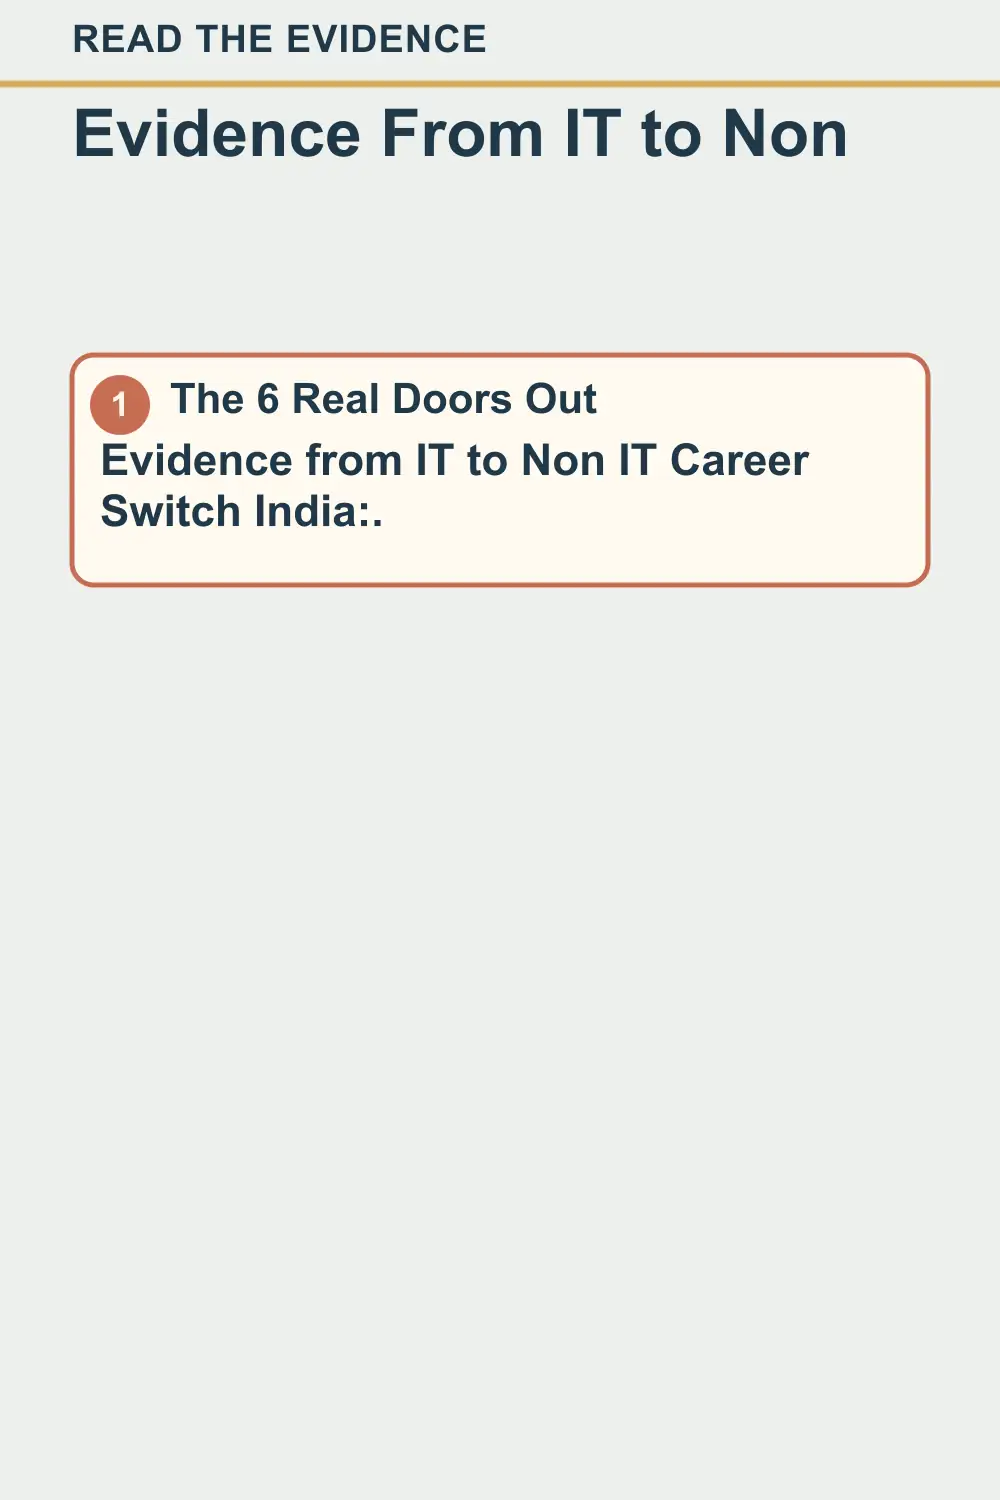 READ THE EVIDENCE
Evidence From IT to Non
1 The 6 Real Doors Out
Evidence from IT to Non IT Career
Switch India:.